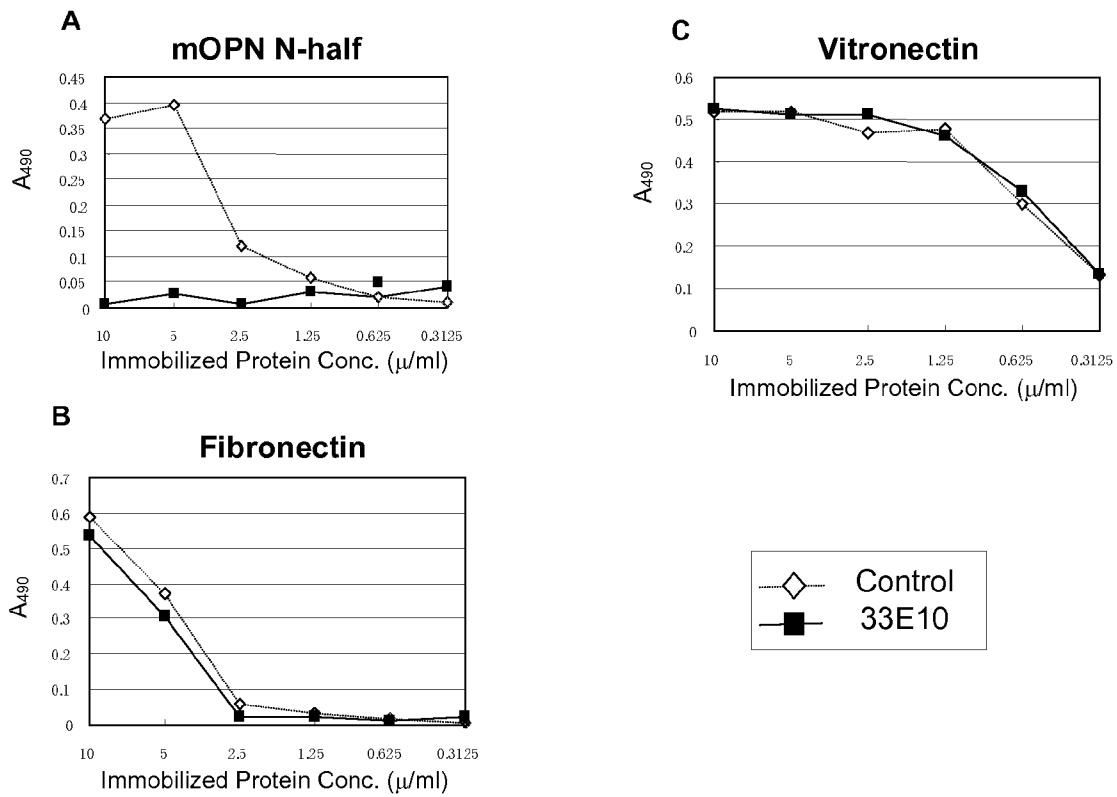 A
mOPN N-half
0.45
0.4
0.35
0.3
0.25
0.2
0.15
0.1
0.05
0
A490
10 5 2.5 1.25 0.625 0.3125
Immobilized Protein Conc. (μ/ml)
B
Fibronectin
0.7
0.6
0.5
0.4
0.3
0.2
0.1
0
A490
10 5 2.5 1.25 0.625 0.3125
Immobilized Protein Conc. (μ/ml)
C
Vitronectin
0.6
0.5
0.4
0.3
0.2
0.1
0
A490
10 5 2.5 1.25 0.625 0.3125
Immobilized Protein Conc. (μ/ml)
Control
33E10